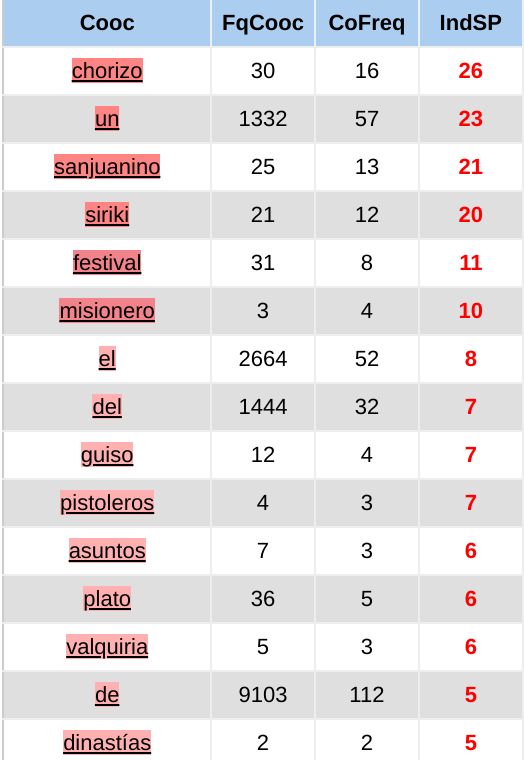 Cooc FqCooc CoFreq IndSP
chorizo 30 16 26
un 1332 57 23
sanjuanino 25 13 21
siriki 21 12 20
festival 31 8 11
misionero 3 4 10
el 2664 52 8
del 1444 32 7
guiso 12 4 7
pistoleros 4 3 7
asuntos 7 3 6
plato 36 5 6
valquiria 5 3 6
de 9103 112 5
dinastías 2 2 5